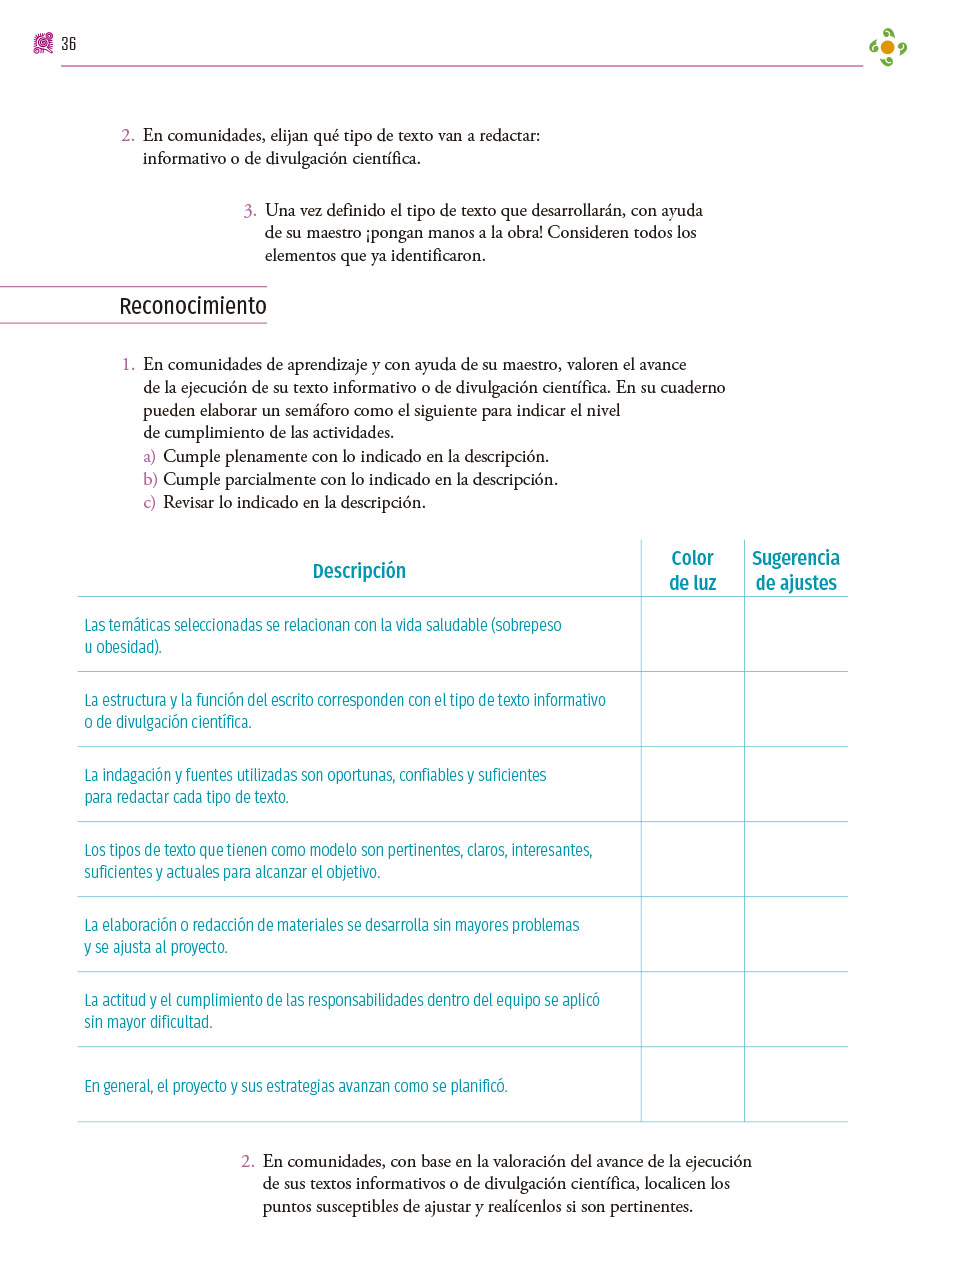 36
2. En comunidades, elijan qué tipo de texto van a redactar:
informativo o de divulgación científica.
3. Una vez definido el tipo de texto que desarrollarán, con ayuda
de su maestro ¡pongan manos a la obra! Consideren todos los
elementos que ya identificaron.
Reconocimiento
1. En comunidades de aprendizaje y con ayuda de su maestro, valoren el avance
de la ejecución de su texto informativo o de divulgación científica. En su cuaderno
pueden elaborar un semáforo como el siguiente para indicar el nivel
de cumplimiento de las actividades.
a) Cumple plenamente con lo indicado en la descripción.
b) Cumple parcialmente con lo indicado en la descripción.
c) Revisar lo indicado en la descripción.
Descripción
Color
de luz
Sugerencia
de ajustes
Las temáticas seleccionadas se relacionan con la vida saludable (sobrepeso
u obesidad).
La estructura y la función del escrito corresponden con el tipo de texto informativo
o de divulgación científica.
La indagación y fuentes utilizadas son oportunas, confiables y suficientes
para redactar cada tipo de texto.
Los tipos de texto que tienen como modelo son pertinentes, claros, interesantes,
suficientes y actuales para alcanzar el objetivo.
La elaboración o redacción de materiales se desarrolla sin mayores problemas
y se ajusta al proyecto.
La actitud y el cumplimiento de las responsabilidades dentro del equipo se aplicó
sin mayor dificultad.
En general, el proyecto y sus estrategias avanzan como se planificó.
2. En comunidades, con base en la valoración del avance de la ejecución
de sus textos informativos o de divulgación científica, localicen los
puntos susceptibles de ajustar y realícenlos si son pertinentes.